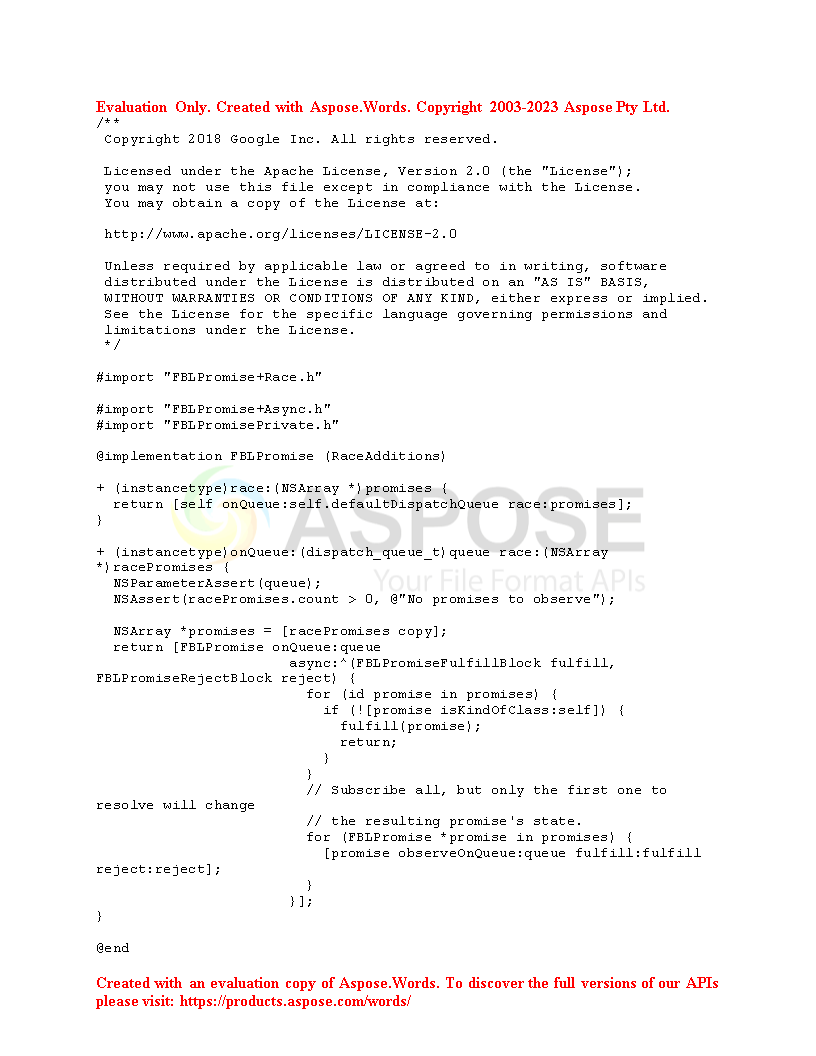 Evaluation Only. Created with Aspose.Words. Copyright 2003-2023 Aspose Pty Ltd.
/**
 Copyright 2018 Google Inc. All rights reserved.

 Licensed under the Apache License, Version 2.0 (the "License");
 you may not use this file except in compliance with the License.
 You may obtain a copy of the License at:

 http://www.apache.org/licenses/LICENSE-2.0

 Unless required by applicable law or agreed to in writing, software
 distributed under the License is distributed on an "AS IS" BASIS,
 WITHOUT WARRANTIES OR CONDITIONS OF ANY KIND, either express or implied.
 See the License for the specific language governing permissions and
 limitations under the License.
 */

#import "FBLPromise+Race.h"

#import "FBLPromise+Async.h"
#import "FBLPromisePrivate.h"

@implementation FBLPromise (RaceAdditions)

+ (instancetype)race:(NSArray *)promises {
  return [self onQueue:self.defaultDispatchQueue race:promises];
}
ASPOSE
Your File Format APIs

+ (instancetype)onQueue:(dispatch_queue_t)queue race:(NSArray
*)racePromises {
  NSParameterAssert(queue);
  NSAssert(racePromises.count > 0, @"No promises to observe");

  NSArray *promises = [racePromises copy];
  return [FBLPromise onQueue:queue
                       async:^(FBLPromiseFulfillBlock fulfill,
FBLPromiseRejectBlock reject) {
                         for (id promise in promises) {
                           if (![promise isKindOfClass:self]) {
                             fulfill(promise);
                             return;
                           }
                         }
                         // Subscribe all, but only the first one to
resolve will change
                         // the resulting promise's state.
                         for (FBLPromise *promise in promises) {
                           [promise observeOnQueue:queue fulfill:fulfill
reject:reject];
                         }
                       }];
}

@end

Created with an evaluation copy of Aspose.Words. To discover the full versions of our APIs
please visit: https://products.aspose.com/words/